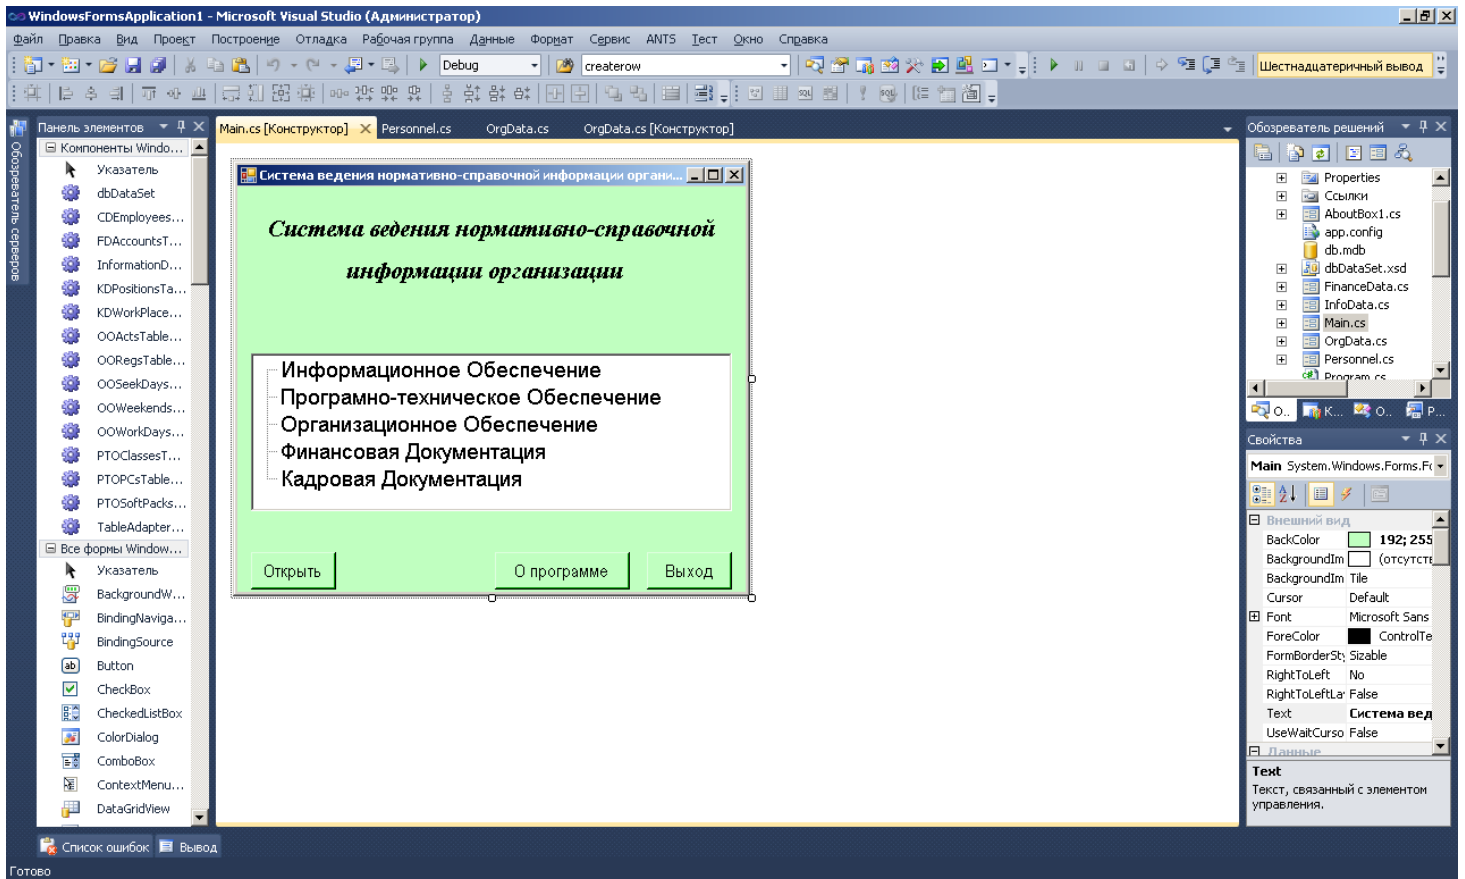 WindowsFormsApplication1 - Microsoft Visual Studio (Администратор)
Файл Правка Вид Проект Построение Отладка Рабочая группа Данные Формат Сервис ANTS Тест Окно Справка
Debug createrow Шестнадцатеричный вывод
Обозреватель серверов
Панель элементов
Компоненты Windo...
Указатель
dbDataSet
CDEmployees...
FDAccountsT...
InformationD...
KDPositionsTa...
KDWorkPlace...
OOActsTable...
OORegsTable...
OOSeekDays...
OOWeekends...
OOWorkDays...
PTOClassesT...
PTOPCsTable...
PTOSoftPacks...
TableAdapter...
Все формы Window...
Указатель
BackgroundW...
BindingNaviga...
BindingSource
Button
CheckBox
CheckedListBox
ColorDialog
ComboBox
ContextMenu...
DataGridView
Main.cs [Конструктор] Personnel.cs OrgData.cs OrgData.cs [Конструктор]
Система ведения нормативно-справочной информации органи...
Система ведения нормативно-справочной
информации организации
Информационное Обеспечение
Програмно-техническое Обеспечение
Организационное Обеспечение
Финансовая Документация
Кадровая Документация
Открыть О программе Выход
Обозреватель решений
Properties
Ссылки
AboutBox1.cs
app.config
db.mdb
dbDataSet.xsd
FinanceData.cs
InfoData.cs
Main.cs
OrgData.cs
Personnel.cs
Program.cs
О... К... О... Р...
Свойства
Main System.Windows.Forms.Fo
Внешний вид
BackColor 192; 255
BackgroundIm (отсутств
BackgroundIm Tile
Cursor Default
Font Microsoft Sans
ForeColor ControlTe
FormBorderSty Sizable
RightToLeft No
RightToLeftLa False
Text Система вед
UseWaitCurso False
Данные
Text
Текст, связанный с элементом
управления.
Список ошибок Вывод
Готово